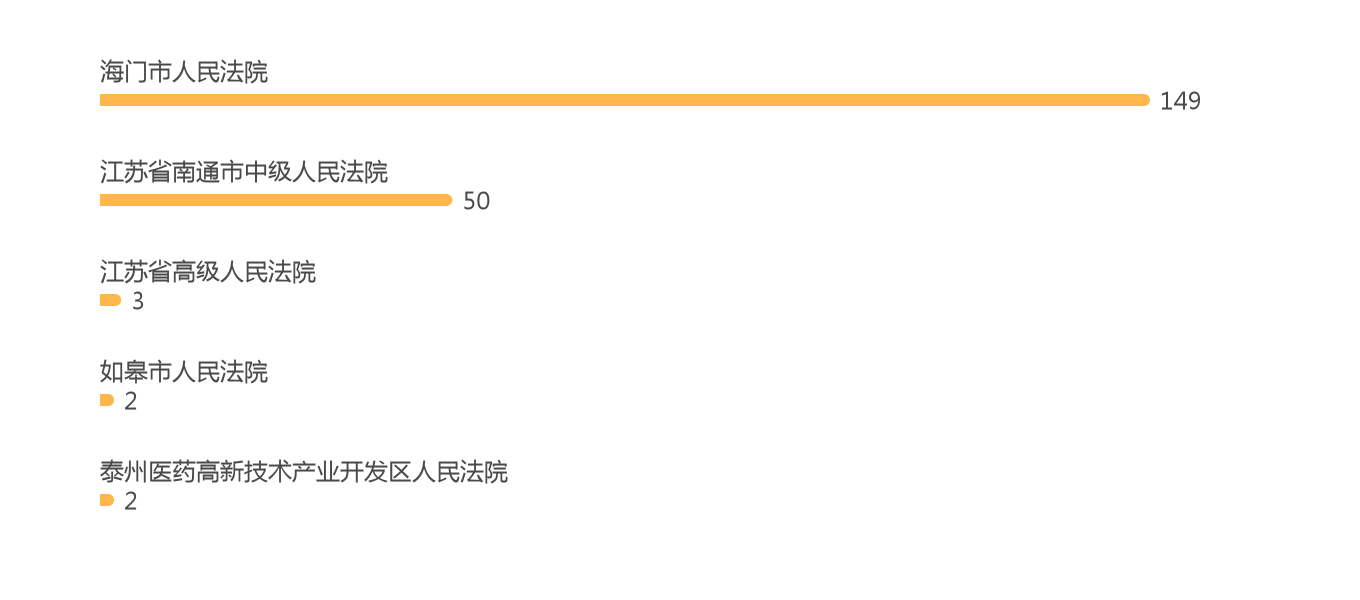 海门市人民法院
149
江苏省南通市中级人民法院
50
江苏省高级人民法院
3
如皋市人民法院
2
泰州医药高新技术产业开发区人民法院
2